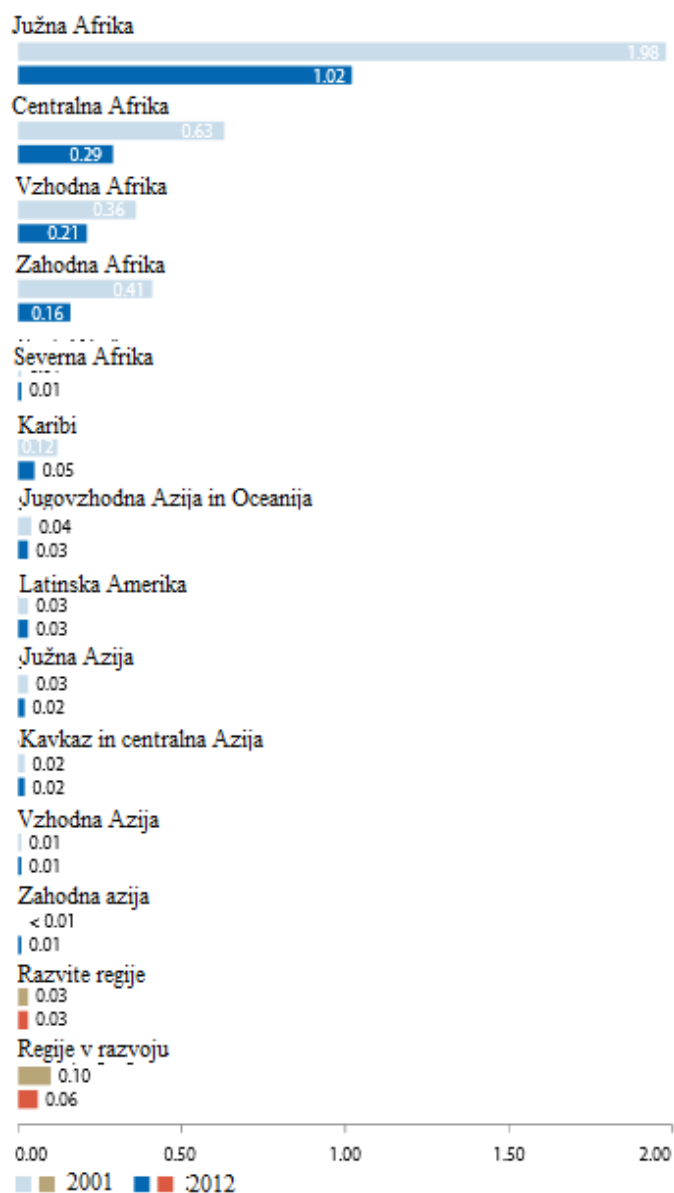 Južna Afrika
1.98
1.02
Centralna Afrika
0.63
0.29
Vzhodna Afrika
0.36
0.21
Zahodna Afrika
0.41
0.16
Severna Afrika
0.01
Karibi
0.12
0.05
Jugovzhodna Azija in Oceanija
0.04
0.03
Latinska Amerika
0.03
0.03
Južna Azija
0.03
0.02
Kavkaz in centralna Azija
0.02
0.02
Vzhodna Azija
0.01
0.01
Zahodna azija
< 0.01
0.01
Razvite regije
0.03
0.03
Regije v razvoju
0.10
0.06
0.00 0.50 1.00 1.50 2.00
2001 :2012